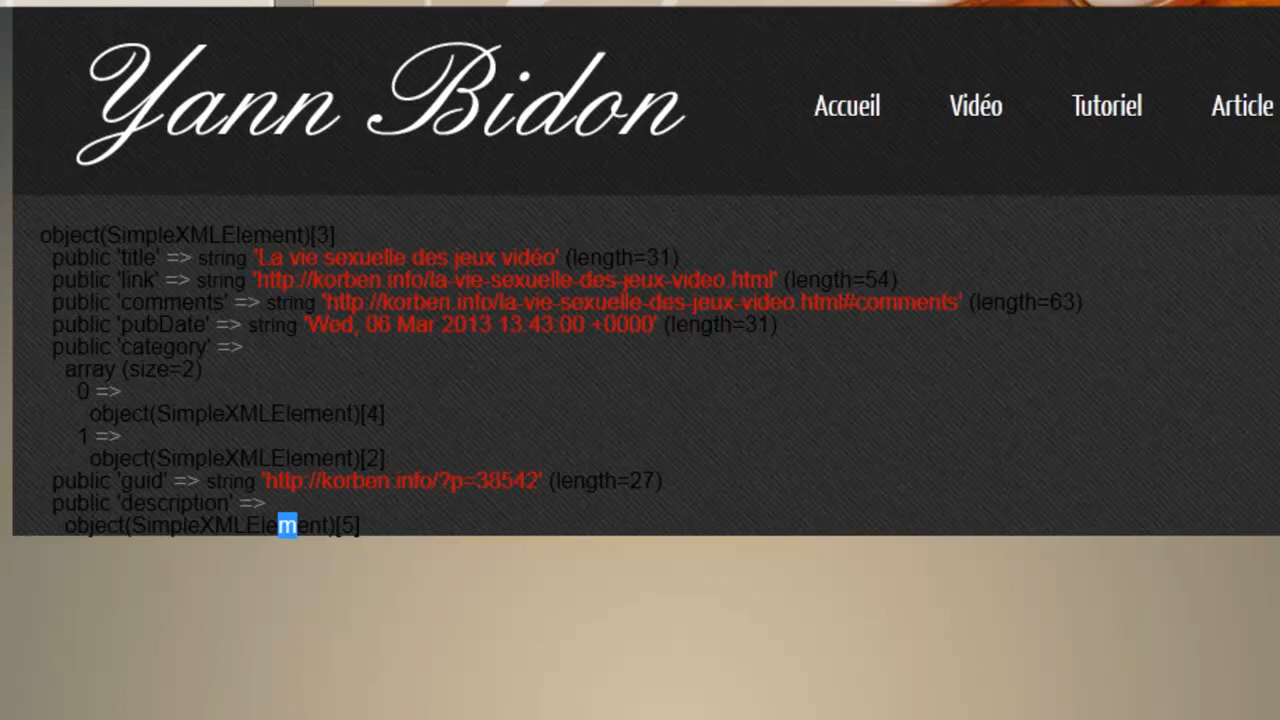 Yann Bidon
Accueil Vidéo Tutoriel Article
object(SimpleXMLElement)[3]
public 'title' => string 'La vie sexuelle des jeux vidéo' (length=31)
public 'link' => string 'http://korben.info/la-vie-sexuelle-des-jeux-video.html' (length=54)
public 'comments' => string 'http://korben.info/la-vie-sexuelle-des-jeux-video.html#comments' (length=63)
public 'pubDate' => string 'Wed, 06 Mar 2013 13:43:00 +0000' (length=31)
public 'category' =>
array (size=2)
0 =>
object(SimpleXMLElement)[4]
1 =>
object(SimpleXMLElement)[2]
public 'guid' => string 'http://korben.info/?p=38542' (length=27)
public 'description' =>
object(SimpleXMLElement)[5]